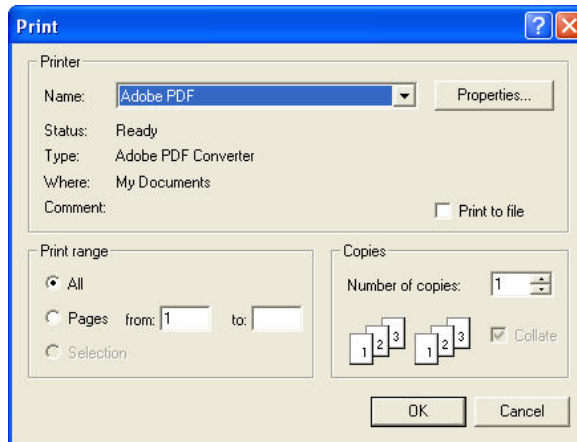 Print
Printer
Name: Adobe PDF Properties...
Status: Ready
Type: Adobe PDF Converter
Where: My Documents
Comment: Print to file
Print range Copies
All Number of copies: 1
Pages from: 1 to:
1 2 3 1 2 3 Collate
Selection
OK Cancel